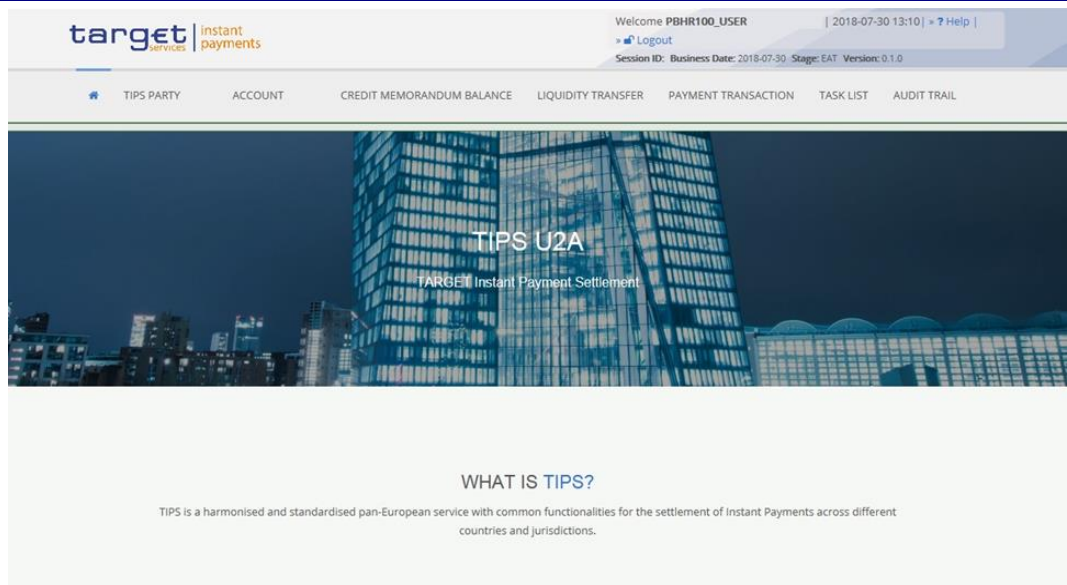 target services | instant payments
Welcome PBHR100_USER | 2018-07-30 13:10 | » ? Help |
» Logout
Session ID: Business Date: 2018-07-30 Stage: EAT Version: 0.1.0
TIPS PARTY ACCOUNT CREDIT MEMORANDUM BALANCE LIQUIDITY TRANSFER PAYMENT TRANSACTION TASK LIST AUDIT TRAIL
TIPS U2A
TARGET Instant Payment Settlement
WHAT IS TIPS?
TIPS is a harmonised and standardised pan-European service with common functionalities for the settlement of Instant Payments across different
countries and jurisdictions.